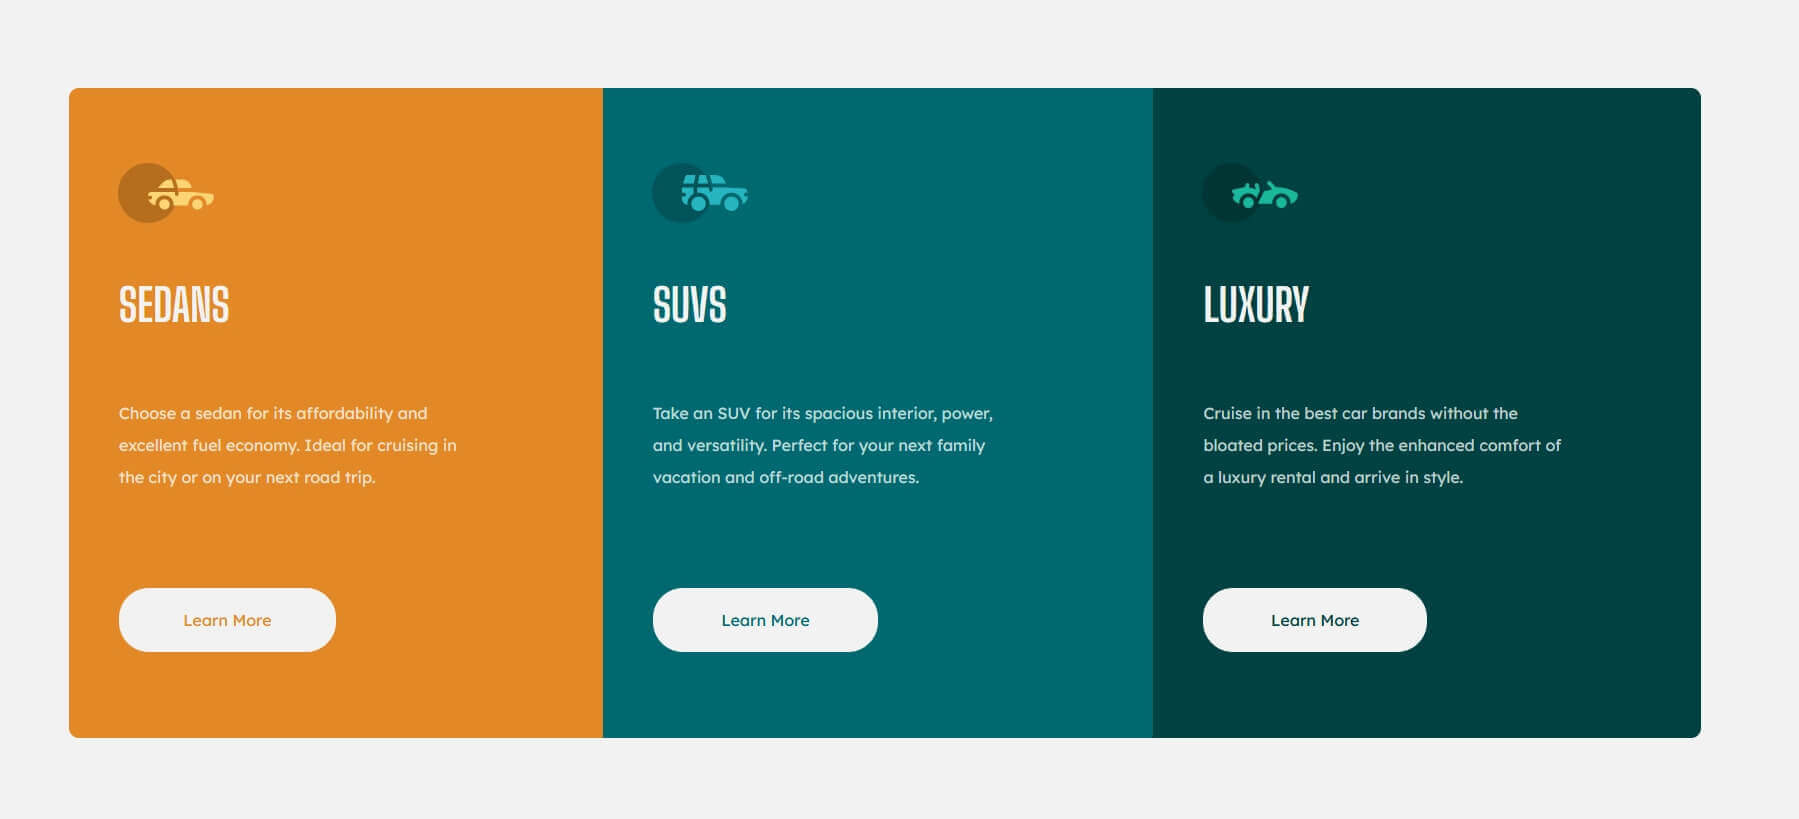 SEDANS
Choose a sedan for its affordability and
excellent fuel economy. Ideal for cruising in
the city or on your next road trip.
Learn More
SUVS
Take an SUV for its spacious interior, power,
and versatility. Perfect for your next family
vacation and off-road adventures.
Learn More
LUXURY
Cruise in the best car brands without the
bloated prices. Enjoy the enhanced comfort of
a luxury rental and arrive in style.
Learn More